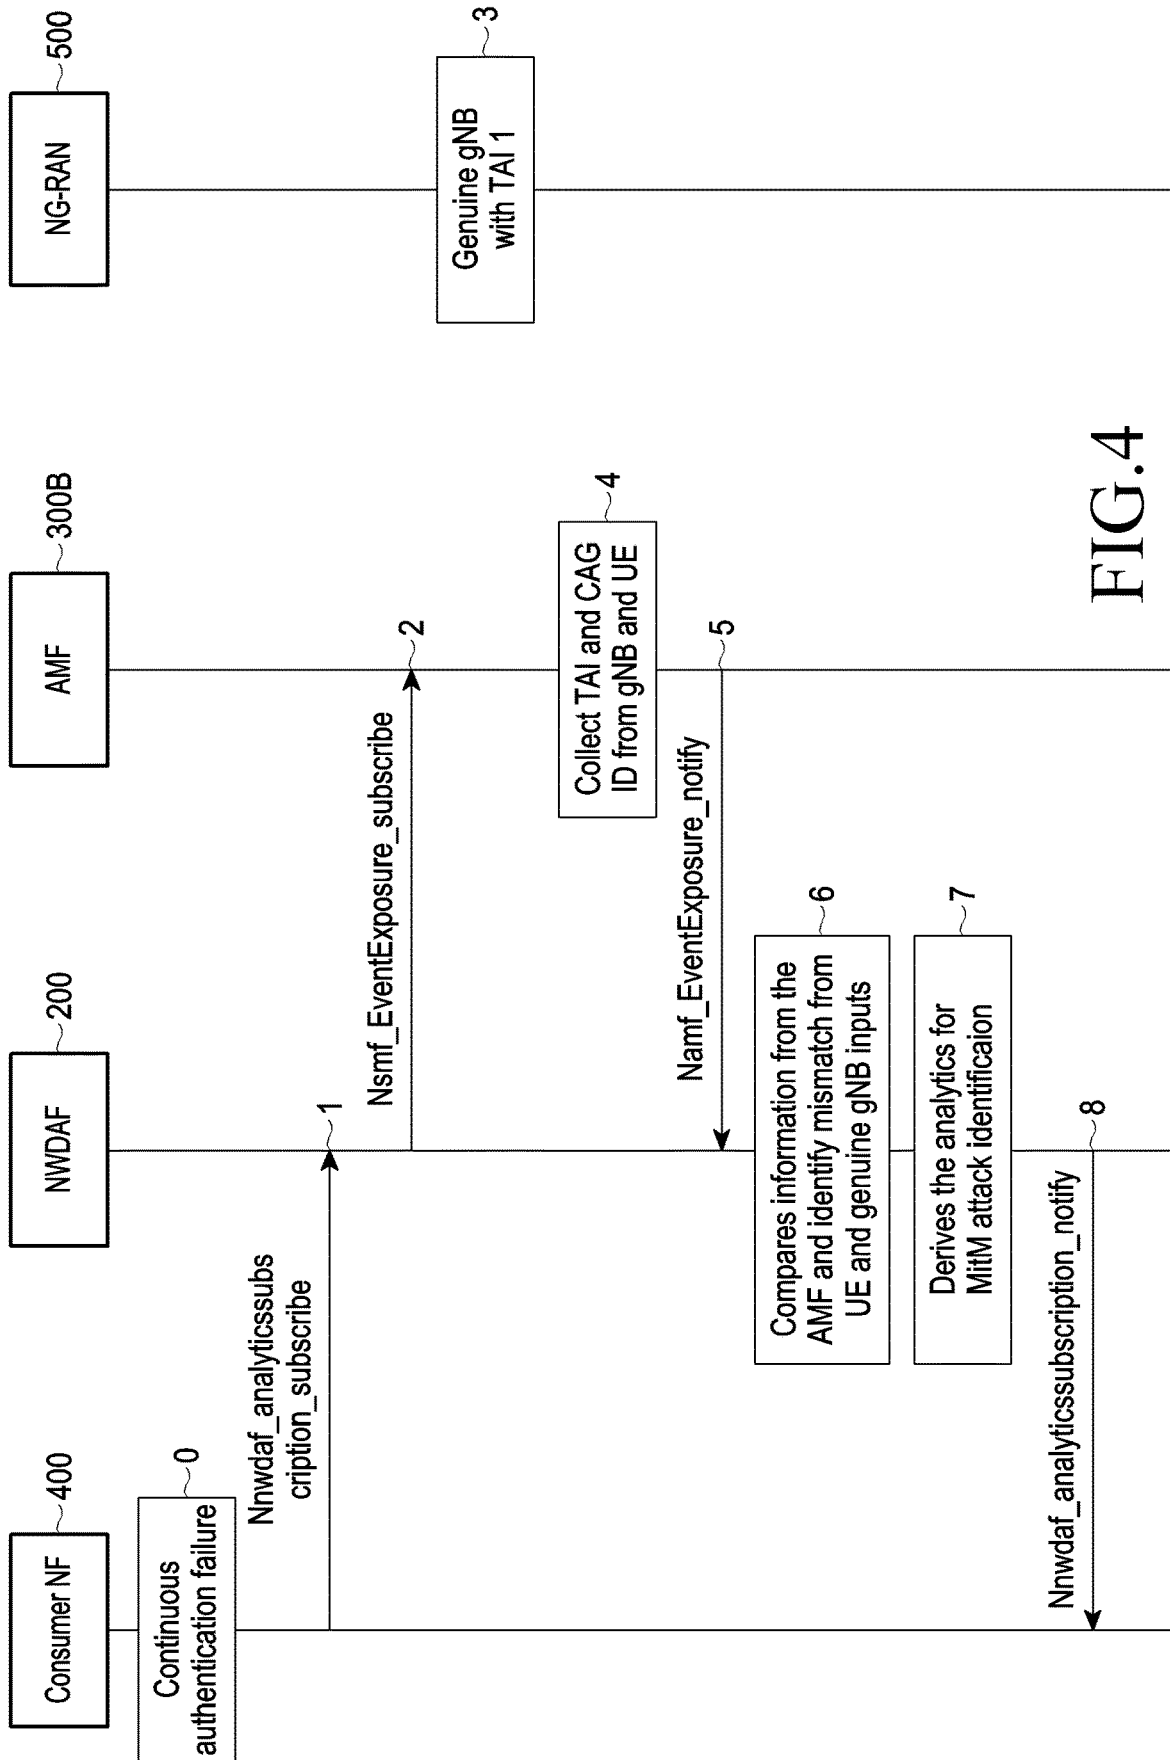 Consumer NF
400
NWDAF
200
AMF
300B
NG-RAN
500
Continuous
authentication failure
0
Nnwdaf_analyticssubs
cription_subscribe
1
Nsmf_EventExposure_subscribe
2
Genuine gNB
with TAI 1
3
Collect TAI and CAG
ID from gNB and UE
4
Namf_EventExposure_notify
5
Compares information from the
AMF and identify mismatch from
UE and genuine gNB inputs
6
Derives the analytics for
MitM attack identificaion
7
Nnwdaf_analyticssubscription_notify
8
FIG.4